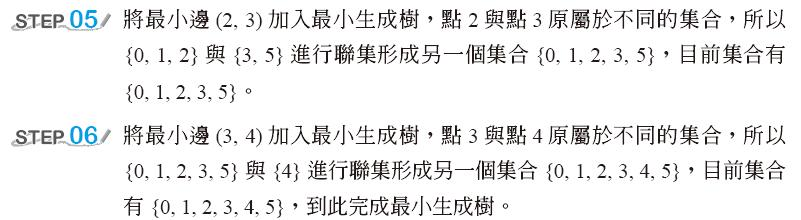 STEP 05 將最小邊 (2, 3) 加入最小生成樹，點 2 與點 3 原屬於不同的集合，所以
{0, 1, 2} 與 {3, 5} 進行聯集形成另一個集合 {0, 1, 2, 3, 5}，目前集合有
{0, 1, 2, 3, 5}。
STEP 06 將最小邊 (3, 4) 加入最小生成樹，點 3 與點 4 原屬於不同的集合，所以
{0, 1, 2, 3, 5} 與 {4} 進行聯集形成另一個集合 {0, 1, 2, 3, 4, 5}，目前集合
有 {0, 1, 2, 3, 4, 5}，到此完成最小生成樹。